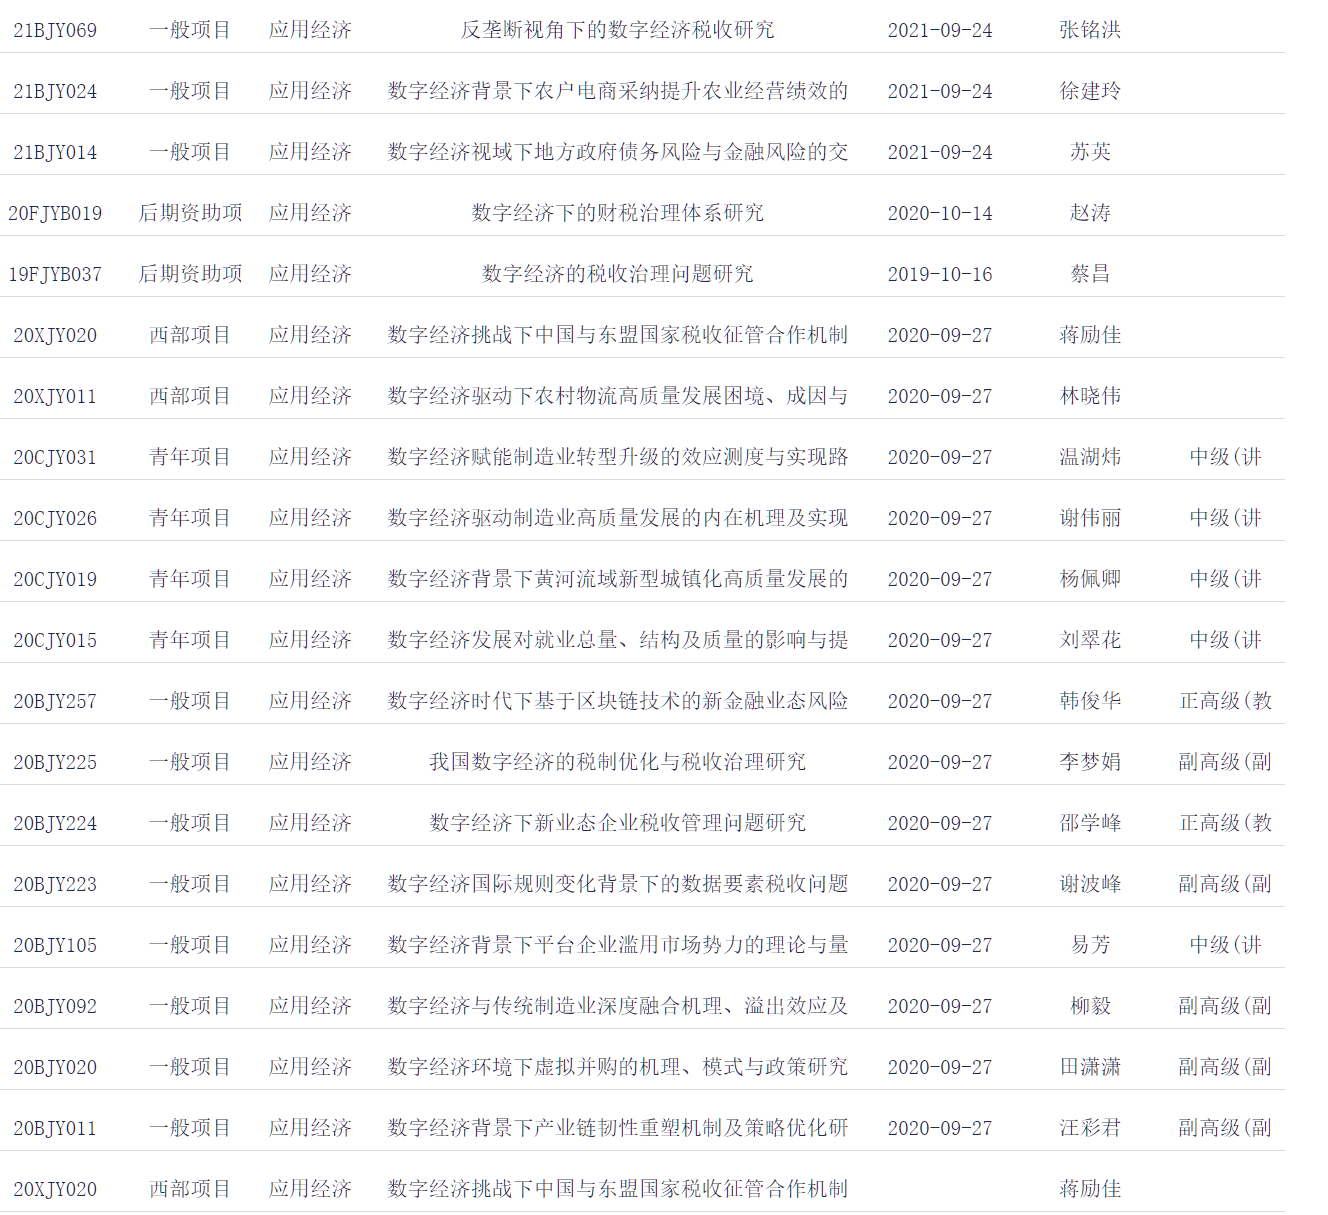 21BJY069 一般项目 应用经济 反垄断视角下的数字经济税收研究 2021-09-24 张铭洪
21BJY024 一般项目 应用经济 数字经济背景下农户电商采纳提升农业经营绩效的 2021-09-24 徐建玲
21BJY014 一般项目 应用经济 数字经济视域下地方政府债务风险与金融风险的交 2021-09-24 苏英
20FJYB019 后期资助项 应用经济 数字经济下的财税治理体系研究 2020-10-14 赵涛
19FJYB037 后期资助项 应用经济 数字经济的税收治理问题研究 2019-10-16 蔡昌
20XJY020 西部项目 应用经济 数字经济挑战下中国与东盟国家税收征管合作机制 2020-09-27 蒋励佳
20XJY011 西部项目 应用经济 数字经济驱动下农村物流高质量发展困境、成因与 2020-09-27 林晓伟
20CJY031 青年项目 应用经济 数字经济赋能制造业转型升级的效应测度与实现路 2020-09-27 温湖炜 中级(讲
20CJY026 青年项目 应用经济 数字经济驱动制造业高质量发展的内在机理及实现 2020-09-27 谢伟丽 中级(讲
20CJY019 青年项目 应用经济 数字经济背景下黄河流域新型城镇化高质量发展的 2020-09-27 杨佩卿 中级(讲
20CJY015 青年项目 应用经济 数字经济发展对就业总量、结构及质量的影响与提 2020-09-27 刘翠花 中级(讲
20BJY257 一般项目 应用经济 数字经济时代下基于区块链技术的新金融业态风险 2020-09-27 韩俊华 正高级(教
20BJY225 一般项目 应用经济 我国数字经济的税制优化与税收治理研究 2020-09-27 李梦娟 副高级(副
20BJY224 一般项目 应用经济 数字经济下新业态企业税收管理问题研究 2020-09-27 邵学峰 正高级(教
20BJY223 一般项目 应用经济 数字经济国际规则变化背景下的数据要素税收问题 2020-09-27 谢波峰 副高级(副
20BJY105 一般项目 应用经济 数字经济背景下平台企业滥用市场势力的理论与量 2020-09-27 易芳 中级(讲
20BJY092 一般项目 应用经济 数字经济与传统制造业深度融合机理、溢出效应及 2020-09-27 柳毅 副高级(副
20BJY020 一般项目 应用经济 数字经济环境下虚拟并购的机理、模式与政策研究 2020-09-27 田潇潇 副高级(副
20BJY011 一般项目 应用经济 数字经济背景下产业链韧性重塑机制及策略优化研 2020-09-27 汪彩君 副高级(副
20XJY020 西部项目 应用经济 数字经济挑战下中国与东盟国家税收征管合作机制 蒋励佳